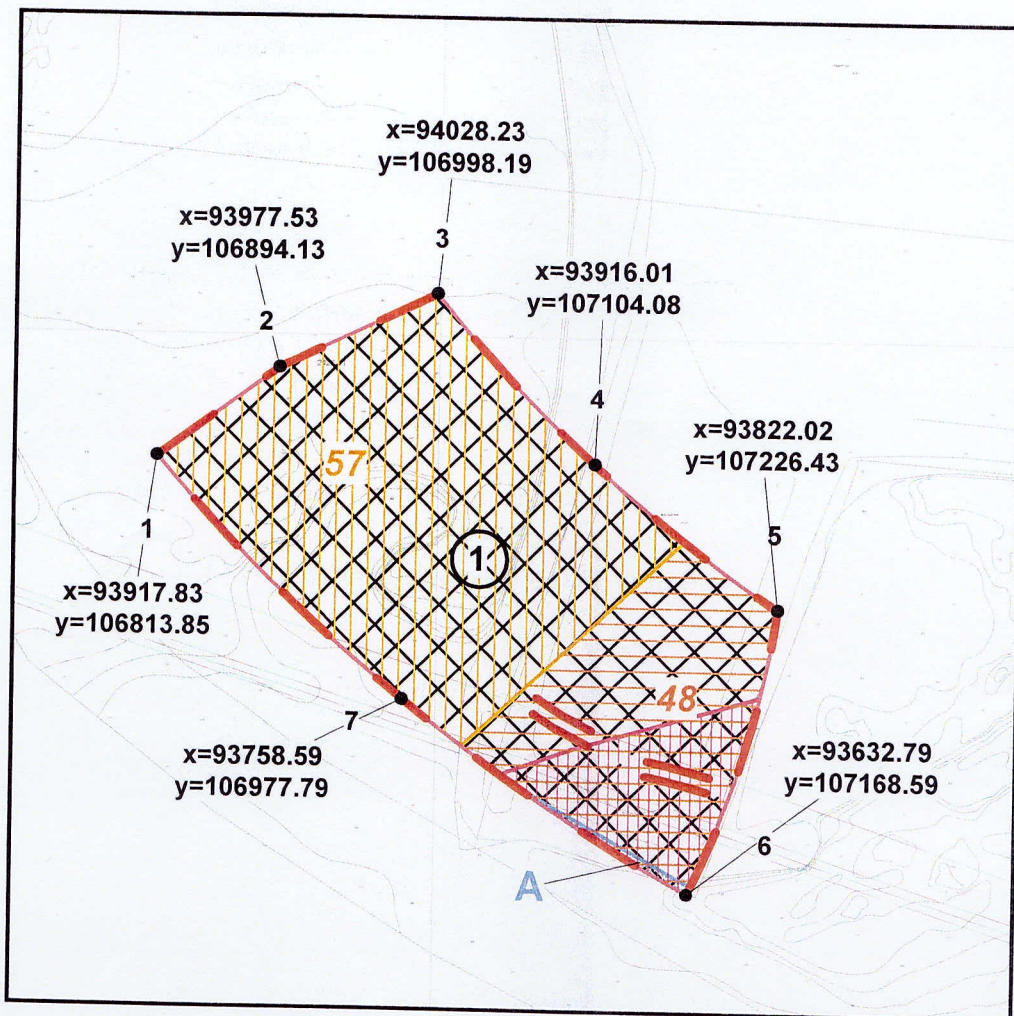 x=94028.23
y=106998.19
3
x=93977.53
y=106894.13
2
x=93916.01
y=107104.08
4
x=93822.02
y=107226.43
5
57
1
1
x=93917.83
y=106813.85
48
7
x=93758.59
y=106977.79
x=93632.79
y=107168.59
6
A